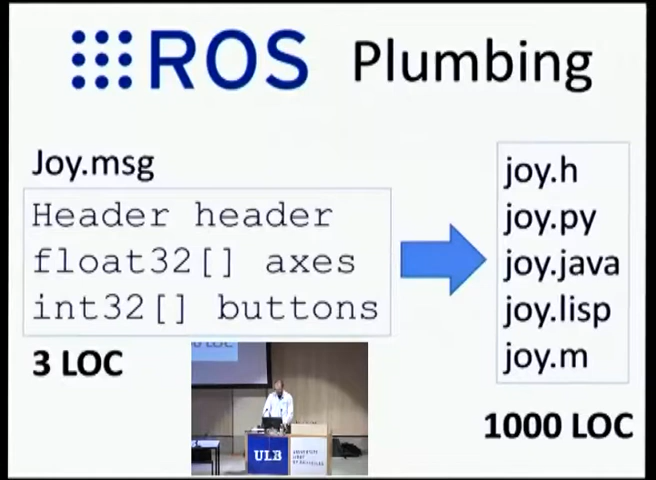 ROS Plumbing
Joy.msg
Header header
float32[] axes
int32[] buttons
3 LOC
joy.h
joy.py
joy.java
joy.lisp
joy.m
1000 LOC
ULB